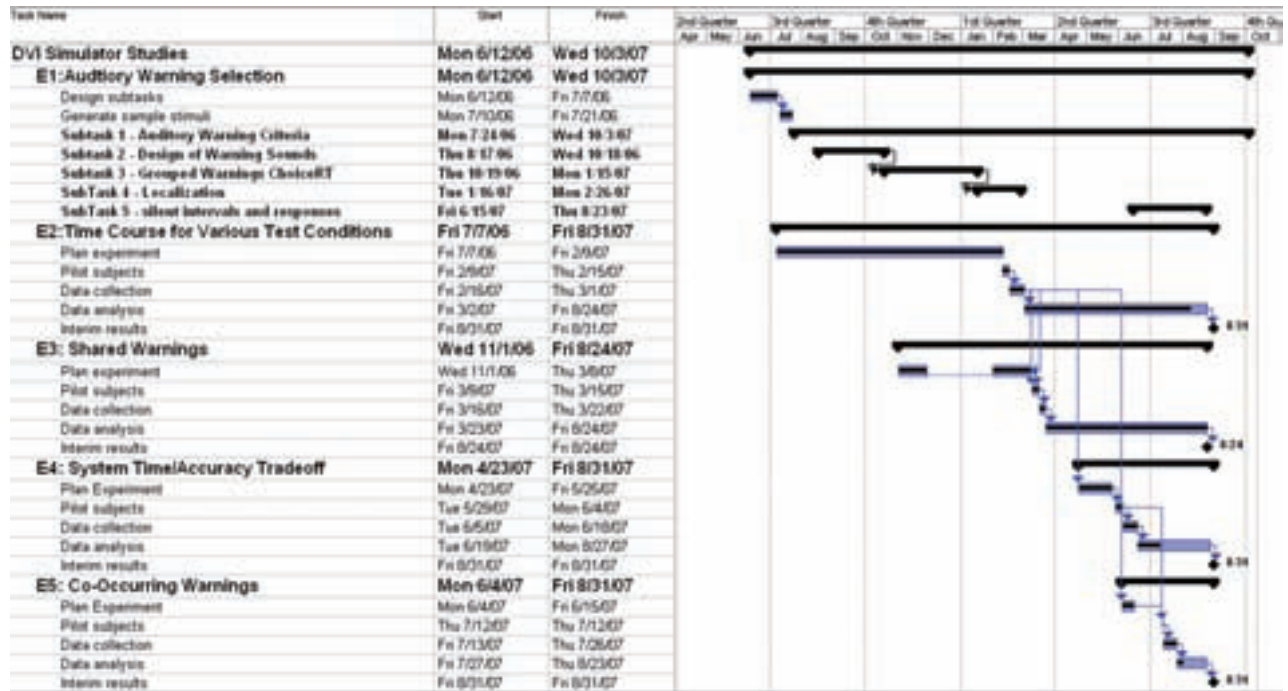 Task Name Start Finish 2nd Quarter 3rd Quarter 4th Quarter 1st Quarter 2nd Quarter 3rd Quarter 4th Qu
Apr May Jun Jul Aug Sep Oct Nov Dec Jan Feb Mar Apr May Jun Jul Aug Sep Oct
DVI Simulator Studies Mon 6/12/06 Wed 10/3/07
E1:Audtiory Warning Selection Mon 6/12/06 Wed 10/3/07
Design subtasks Mon 6/12/06 Fri 7/7/06
Generate sample stimuli Mon 7/10/06 Fri 7/21/06
Subtask 1 - Auditory Warning Criteria Mon 7/24/06 Wed 10/3/07
Subtask 2 - Design of Warning Sounds Thu 8/17/06 Wed 10/18/06
Subtask 3 - Grouped Warnings ChoiceRT Thu 10/19/06 Mon 1/15/07
SubTask 4 - Localization Tue 1/16/07 Mon 2/26/07
SubTask 5 - silent intervals and responses Fri 6/15/07 Thu 8/23/07
E2:Time Course for Various Test Conditions Fri 7/7/06 Fri 8/31/07
Plan experiment Fri 7/7/06 Fri 2/9/07
Pilot subjects Fri 2/9/07 Thu 2/15/07
Data collection Fri 2/16/07 Thu 3/1/07
Data analysis Fri 3/2/07 Fri 8/24/07
Interim results Fri 8/31/07 Fri 8/31/07 8/31
E3: Shared Warnings Wed 11/1/06 Fri 8/24/07
Plan experiment Wed 11/1/06 Thu 3/8/07
Pilot subjects Fri 3/9/07 Thu 3/15/07
Data collection Fri 3/16/07 Thu 3/22/07
Data analysis Fri 3/23/07 Fri 8/24/07
Interim results Fri 8/24/07 Fri 8/24/07 8/24
E4: System Time/Accuracy Tradeoff Mon 4/23/07 Fri 8/31/07
Plan Experiment Mon 4/23/07 Fri 5/25/07
Pilot subjects Tue 5/29/07 Mon 6/4/07
Data collection Tue 6/5/07 Mon 6/18/07
Data analysis Tue 6/19/07 Mon 8/27/07
Interim results Fri 8/31/07 Fri 8/31/07 8/31
E5: Co-Occurring Warnings Mon 6/4/07 Fri 8/31/07
Plan Experiment Mon 6/4/07 Fri 6/15/07
Pilot subjects Thu 7/12/07 Thu 7/12/07
Data collection Fri 7/13/07 Thu 7/26/07
Data analysis Fri 7/27/07 Thu 8/23/07
Interim results Fri 8/31/07 Fri 8/31/07 8/31